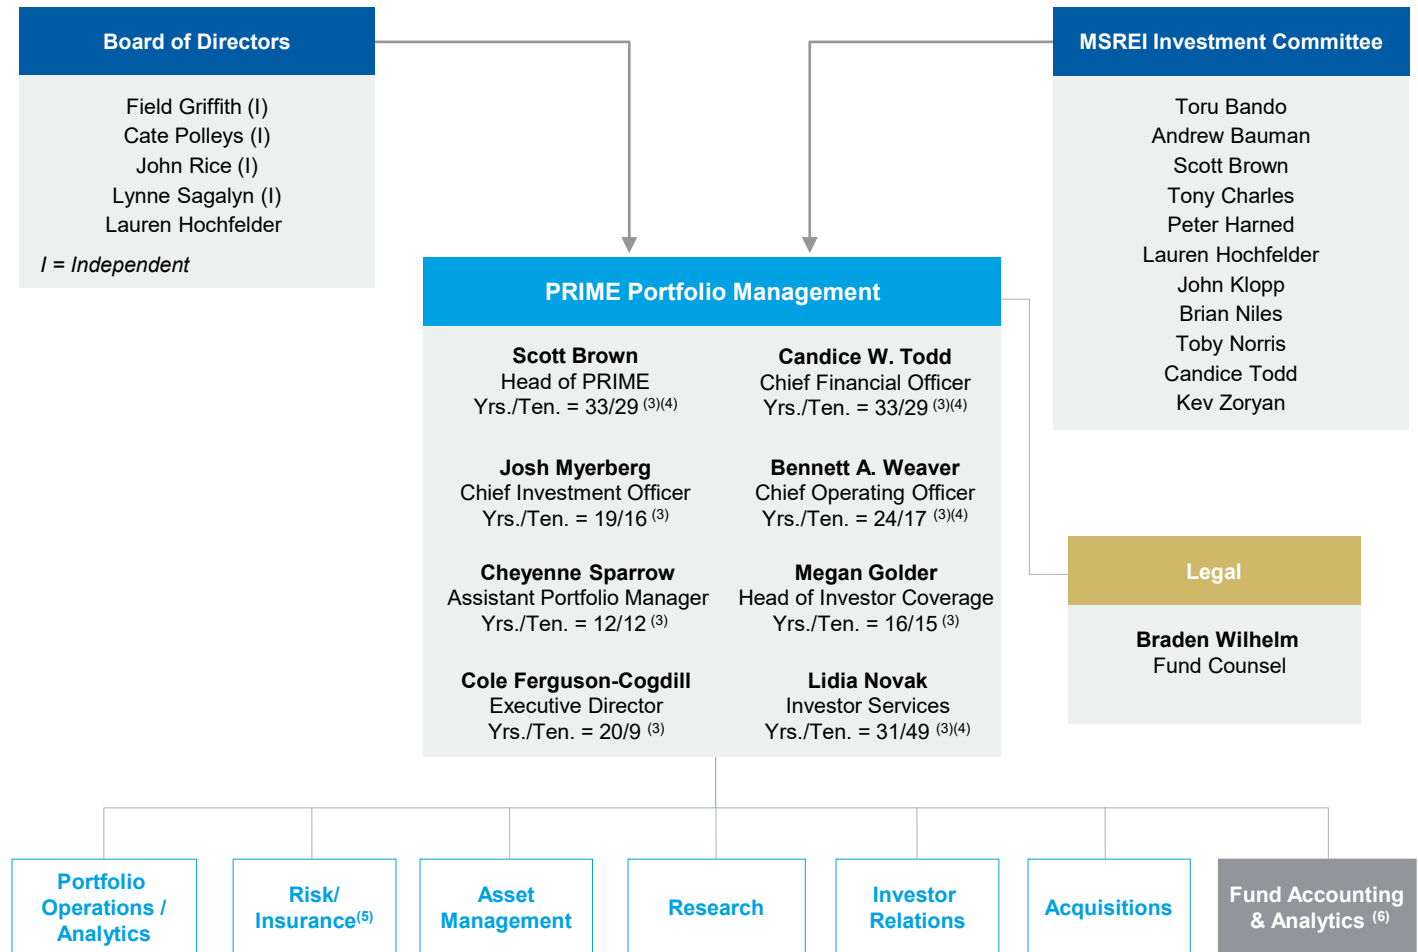 Board of Directors
Field Griffith (I)
Cate Polleys (I)
John Rice (I)
Lynne Sagalyn (I)
Lauren Hochfelder
I = Independent
MSREI Investment Committee
Toru Bando
Andrew Bauman
Scott Brown
Tony Charles
Peter Harned
Lauren Hochfelder
John Klopp
Brian Niles
Toby Norris
Candice Todd
Kev Zoryan
PRIME Portfolio Management
Scott Brown
Head of PRIME
Yrs./Ten. = 33/29 (3)(4)
Candice W. Todd
Chief Financial Officer
Yrs./Ten. = 33/29 (3)(4)
Josh Myerberg
Chief Investment Officer
Yrs./Ten. = 19/16 (3)
Bennett A. Weaver
Chief Operating Officer
Yrs./Ten. = 24/17 (3)(4)
Cheyenne Sparrow
Assistant Portfolio Manager
Yrs./Ten. = 12/12 (3)
Megan Golder
Head of Investor Coverage
Yrs./Ten. = 16/15 (3)
Cole Ferguson-Cogdill
Executive Director
Yrs./Ten. = 20/9 (3)
Lidia Novak
Investor Services
Yrs./Ten. = 31/49 (3)(4)
Legal
Braden Wilhelm
Fund Counsel
Portfolio
Operations /
Analytics
Risk/
Insurance(5)
Asset
Management
Research
Investor
Relations
Acquisitions
Fund Accounting
& Analytics (6)